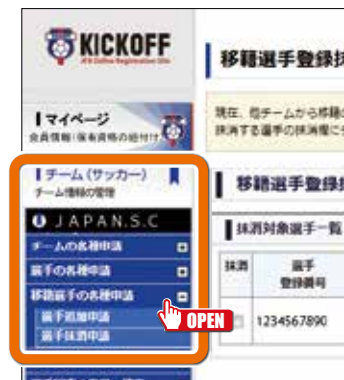 KICKOFF
JFA Online Registration Site
マイページ
会員情報・保有資格の紐付け
チーム (サッカー)
チーム情報の管理
JAPAN.S.C
チームの各種申請
選手の各種申請
移籍選手の各種申請
選手追加申請
選手抹消申請
OPEN
移籍選手登録抹
現在、他チームから移籍の
抹消する選手の抹消欄にチ
移籍選手登録抹
抹消対象選手一覧
抹消
選手
登録番号
1234567890